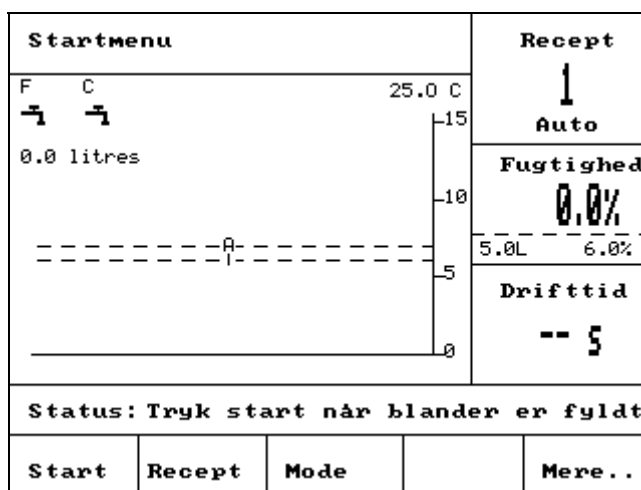 Startmenu
F C 25.0 C
0.0 litres
15
10
5
0
A
T
Recept
1
Auto
Fugtighed
0.0%
5.0L 6.0%
Drifttid
-- s
Status: Tryk start når blander er fyldt
Start Recept Mode Mere..